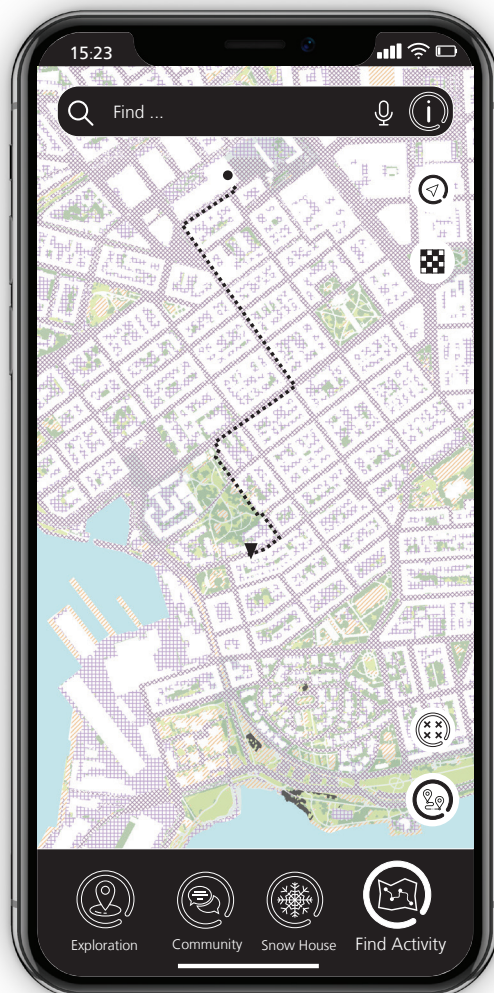 15:23
Find ...
i
Exploration
Community
Snow House
Find Activity